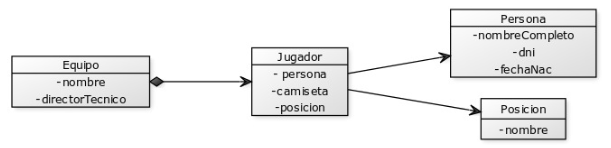 Equipo
-nombre
-directorTecnico
Jugador
- persona
-camiseta
-posicion
Persona
-nombreCompleto
-dni
-fechaNac
Posicion
-nombre